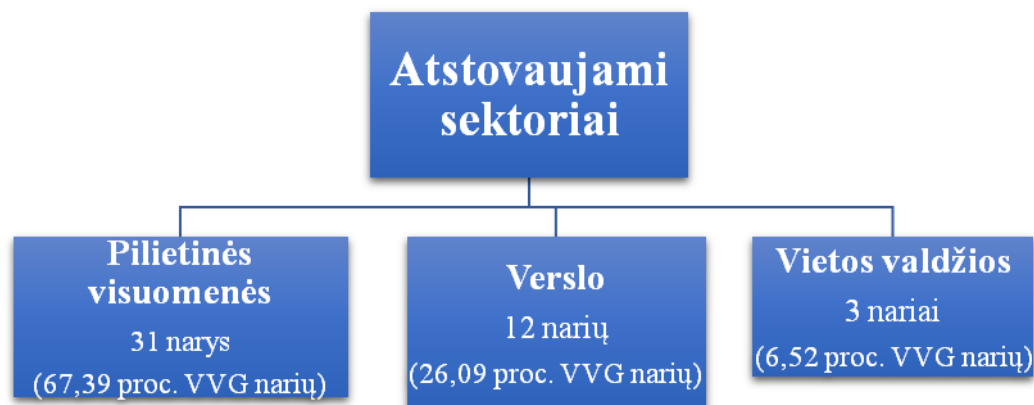 Atstovaujami
sektoriai
Pilietinės
visuomenės
31 narys
(67,39 proc. VVG narių)
Verslo
12 narių
(26,09 proc. VVG narių)
Vietos valdžios
3 nariai
(6,52 proc. VVG narių)